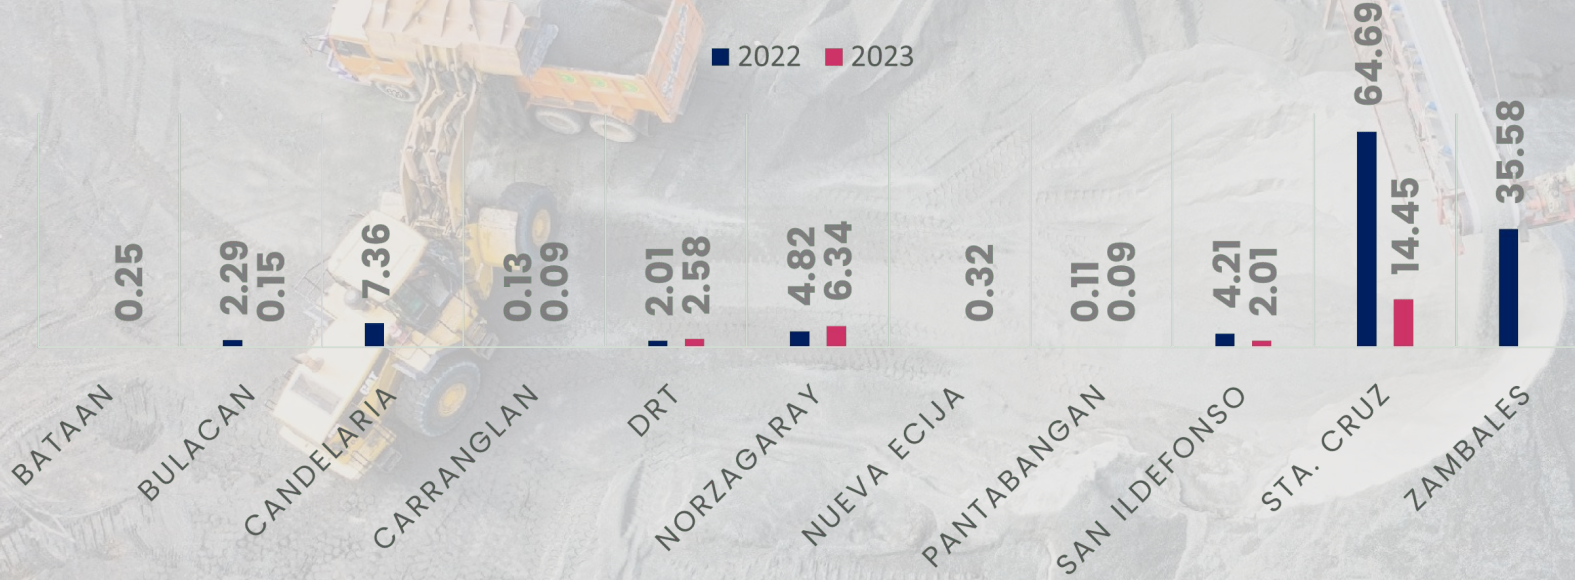 2022 2023
0.25
2.29
0.15
7.36
0.13
0.09
2.01
2.58
4.82
6.34
0.32
0.11
0.09
4.21
2.01
64.69
14.45
35.58
BATAAN
BULACAN
CANDELARIA
CARRANGLAN
DRT
NORZAGARAY
NUEVA ECIJA
PANTABANGAN
SAN ILDEFONSO
STA. CRUZ
ZAMBALES